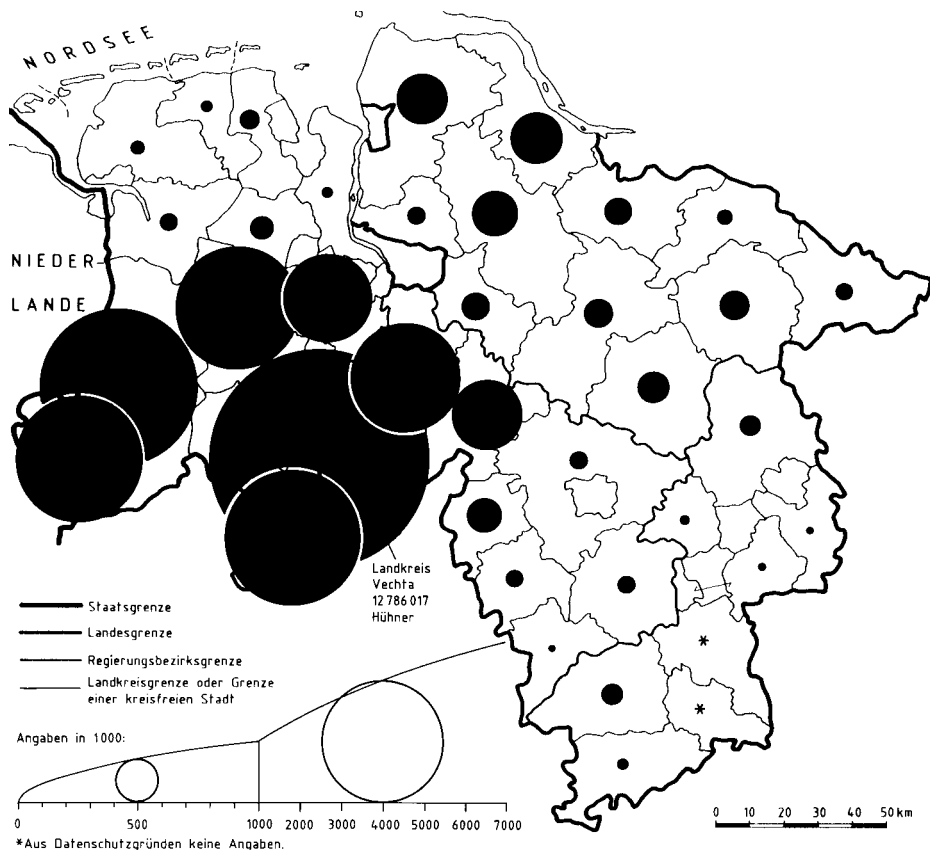 NORDSEE
NIEDER-
LANDE
Landkreis
Vechta
12 786 017
Hühner
Staatsgrenze
Landesgrenze
Regierungsbezirksgrenze
Landkreisgrenze oder Grenze
einer kreisfreien Stadt
Angaben in 1000:
0 500 1000 2000 3000 4000 5000 6000 7000
*Aus Datenschutzgründen keine Angaben.
*
*
0 10 20 30 40 50 km